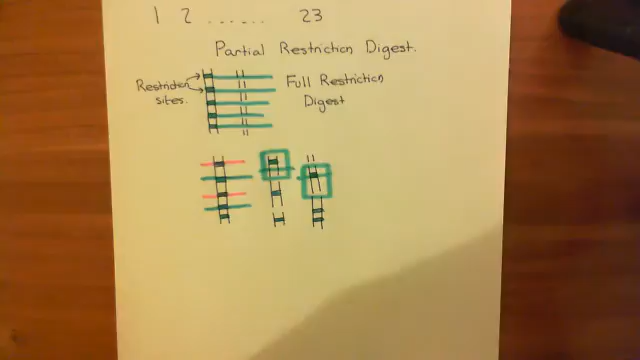 1 2 ...... 23
Partial Restriction Digest.
Restriction
sites.
Full Restriction
Digest